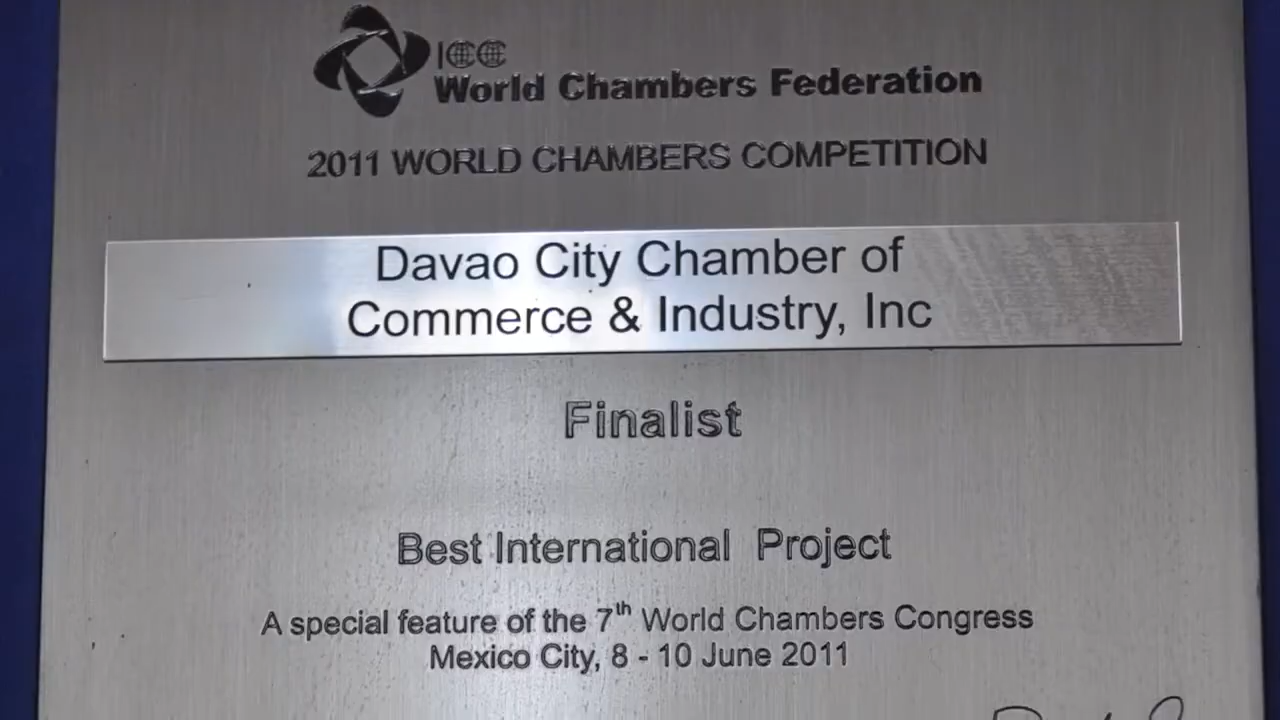 ICC
World Chambers Federation
2011 WORLD CHAMBERS COMPETITION
Davao City Chamber of
Commerce & Industry, Inc
Finalist
Best International Project
A special feature of the 7th World Chambers Congress
Mexico City, 8 - 10 June 2011